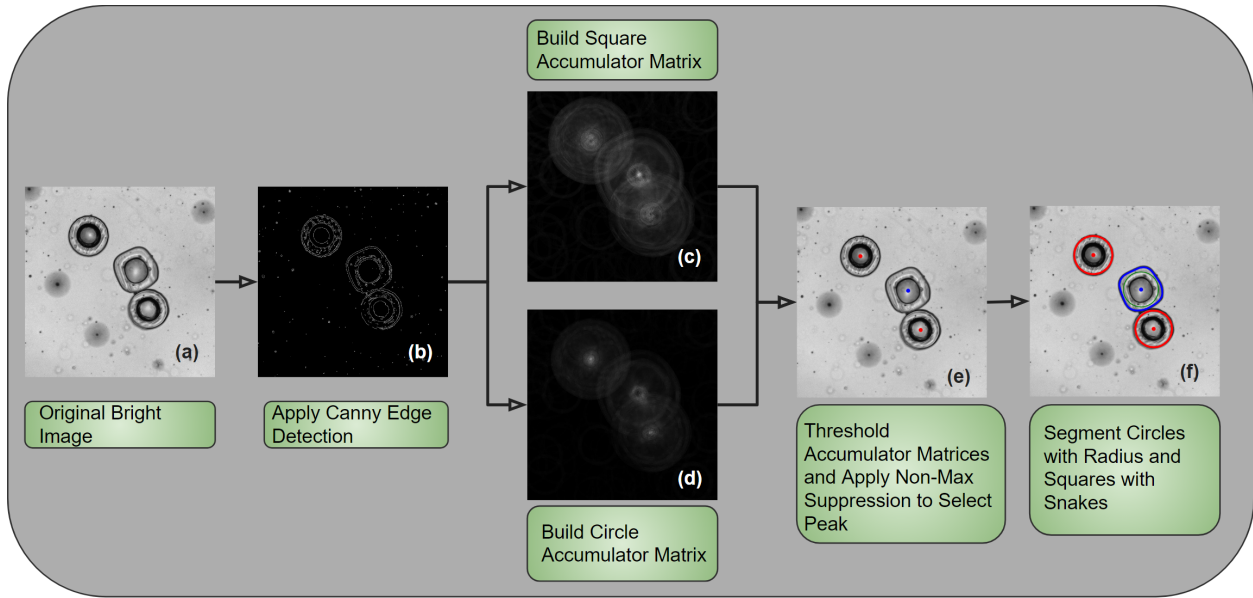 Build Square
Accumulator Matrix
(a)
(b)
(c)
(d)
(e)
(f)
Original Bright
Image
Apply Canny Edge
Detection
Build Circle
Accumulator Matrix
Threshold
Accumulator Matrices
and Apply Non-Max
Suppression to Select
Peak
Segment Circles
with Radius and
Squares with
Snakes